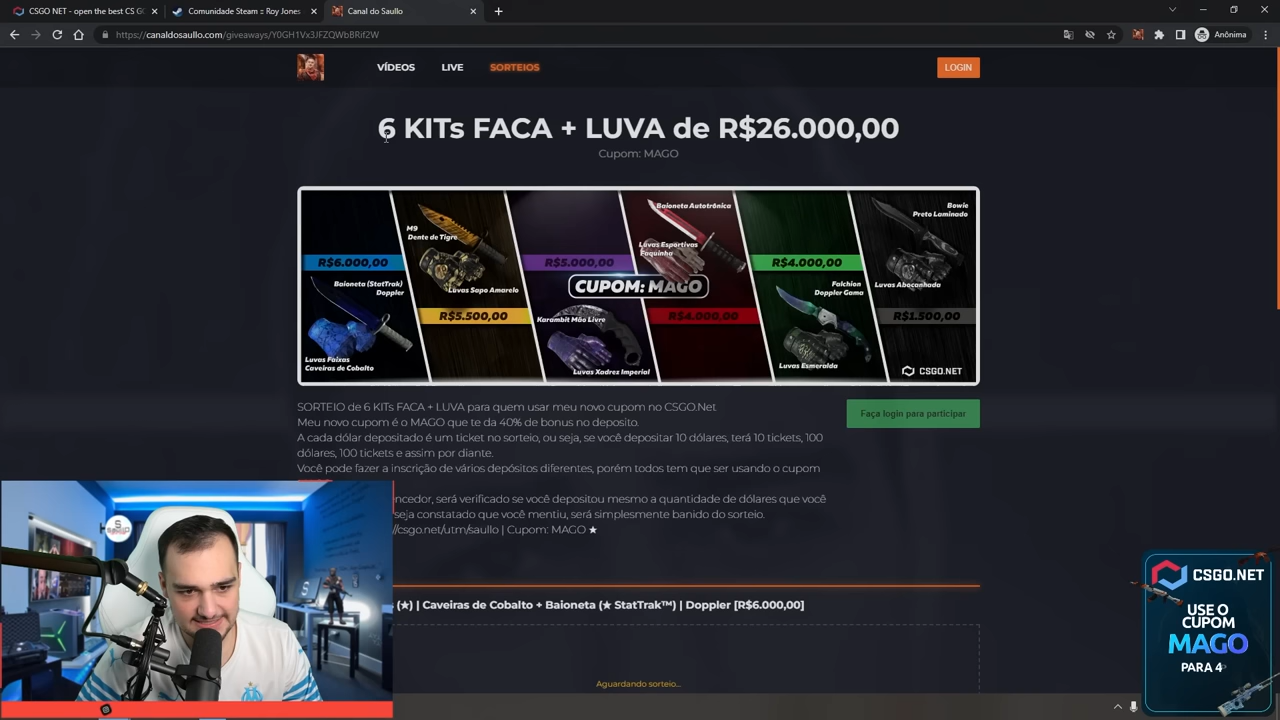 CSGO NET - open the best CS G
Comunidade Steam :: Roy Jones
Canal do Saullo
https://canaldosaullo.com/giveaways/Y0GH1Vx3JFZQWbBRif2W
Anônima
VÍDEOS
LIVE
SORTEIOS
LOGIN
6 KITs FACA + LUVA de R$26.000,00
Cupom: MAGO
R$6.000,00
Baioneta (StatTrak)
Doppler
Luvas Faixas
Caveiras de Cobalto
M9
Dente de Tigre
Luvas Sapo Amarelo
R$5.500,00
R$5.000,00
Karambit Mão Livre
Luvas Xadrez Imperial
CUPOM: MAGO
Baioneta Autotrônica
Luvas Esportivas
Faquinha
R$4.000,00
R$4.000,00
Falchion
Doppler Gama
Luvas Esmeralda
Bowie
Preto Laminado
Luvas Abocanhada
R$1.500,00
CSGO.NET
SORTEIO de 6 KITs FACA + LUVA para quem usar meu novo cupom no CSGO.Net
Meu novo cupom é o MAGO que te da 40% de bonus no deposito.
A cada dólar depositado é um ticket no sorteio, ou seja, se você depositar 10 dólares, terá 10 tickets, 100
dólares, 100 tickets e assim por diante.
Você pode fazer a inscrição de vários depósitos diferentes, porém todos tem que ser usando o cupom
encedor, será verificado se você depositou mesmo a quantidade de dólares que você
seja constatado que você mentiu, será simplesmente banido do sorteio.
//csgo.net/utm/saullo | Cupom: MAGO ★
Faça login para participar
(★) | Caveiras de Cobalto + Baioneta (★ StatTrak™) | Doppler [R$6.000,00]
Aguardando sorteio...
CSGO.NET
USE O
CUPOM
MAGO
PARA 4